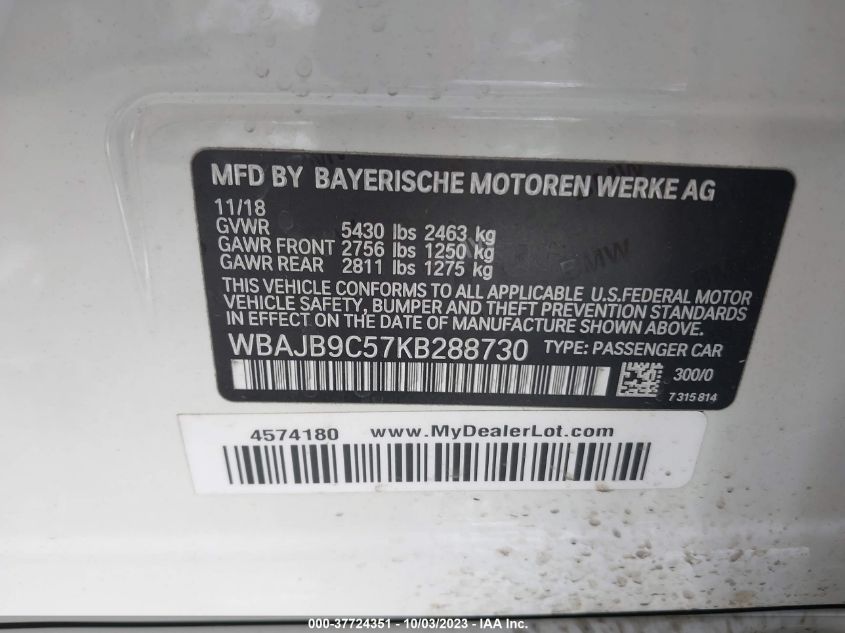 MFD BY BAYERISCHE MOTOREN WERKE AG
11/18
GVWR 5430 lbs 2463 kg
GAWR FRONT 2756 lbs 1250 kg
GAWR REAR 2811 lbs 1275 kg
THIS VEHICLE CONFORMS TO ALL APPLICABLE U.S.FEDERAL MOTOR
VEHICLE SAFETY, BUMPER AND THEFT PREVENTION STANDARDS
IN EFFECT ON THE DATE OF MANUFACTURE SHOWN ABOVE.
WBAJB9C57KB288730 TYPE: PASSENGER CAR
300/0
7 315 814
4574180 www.MyDealerLot.com
000-37724351 - 10/03/2023 - IAA Inc.